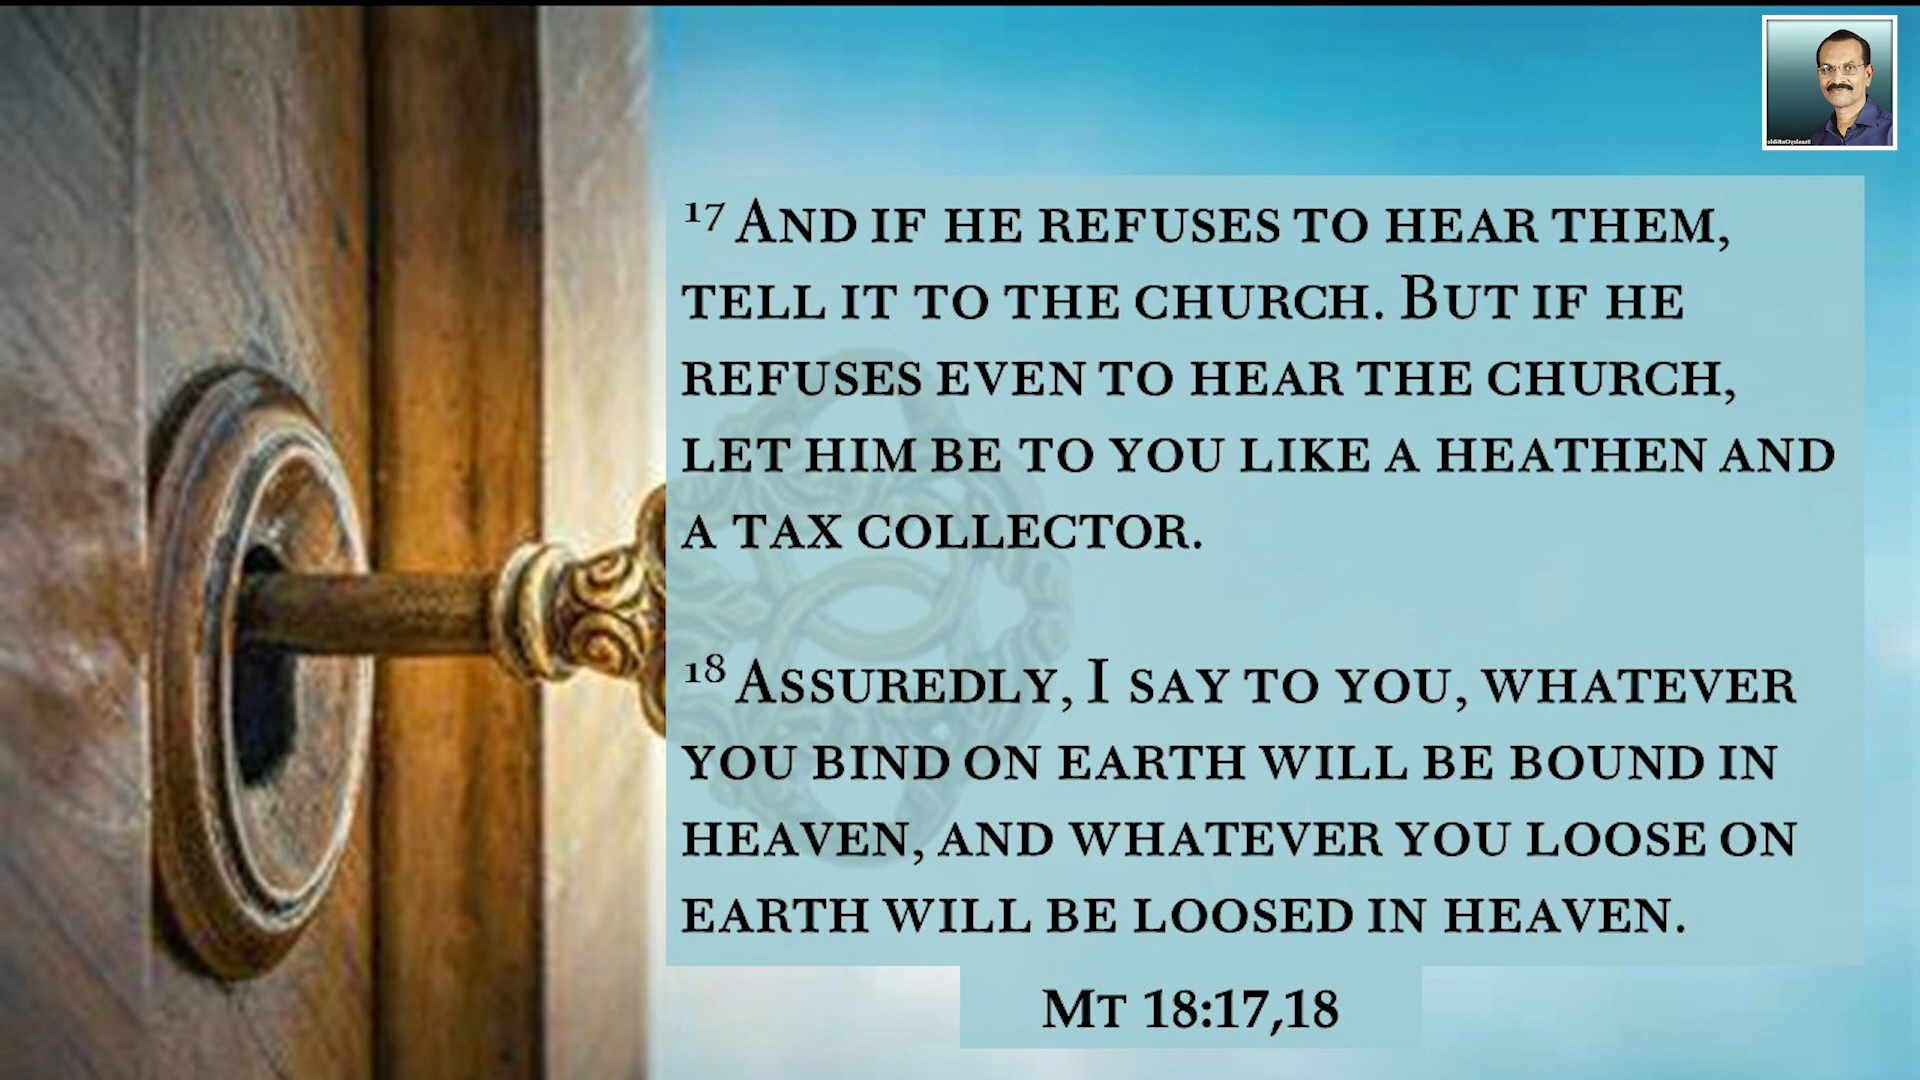 StanleyOnBible
¹⁷ And if he refuses to hear them,
tell it to the church. But if he
refuses even to hear the church,
let him be to you like a heathen and
a tax collector.
¹⁸ Assuredly, I say to you, whatever
you bind on earth will be bound in
heaven, and whatever you loose on
earth will be loosed in heaven.
Mt 18:17,18